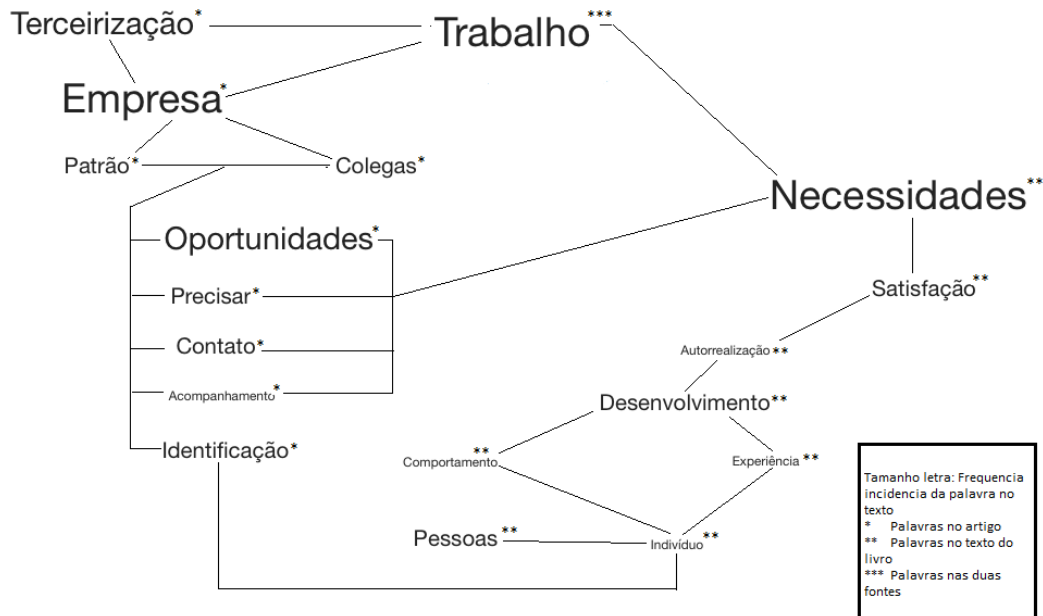 Terceirização*
Trabalho***
Empresa*
Patrão*
Colegas*
Necessidades**
Oportunidades*
Precisar*
Satisfação**
Contato*
Autorrealização**
Acompanhamento*
Desenvolvimento**
Identificação*
Comportamento**
Experiência**
Pessoas**
Indivíduo**
Tamanho letra: Frequencia
incidencia da palavra no
texto
* Palavras no artigo
** Palavras no texto do
livro
*** Palavras nas duas
fontes